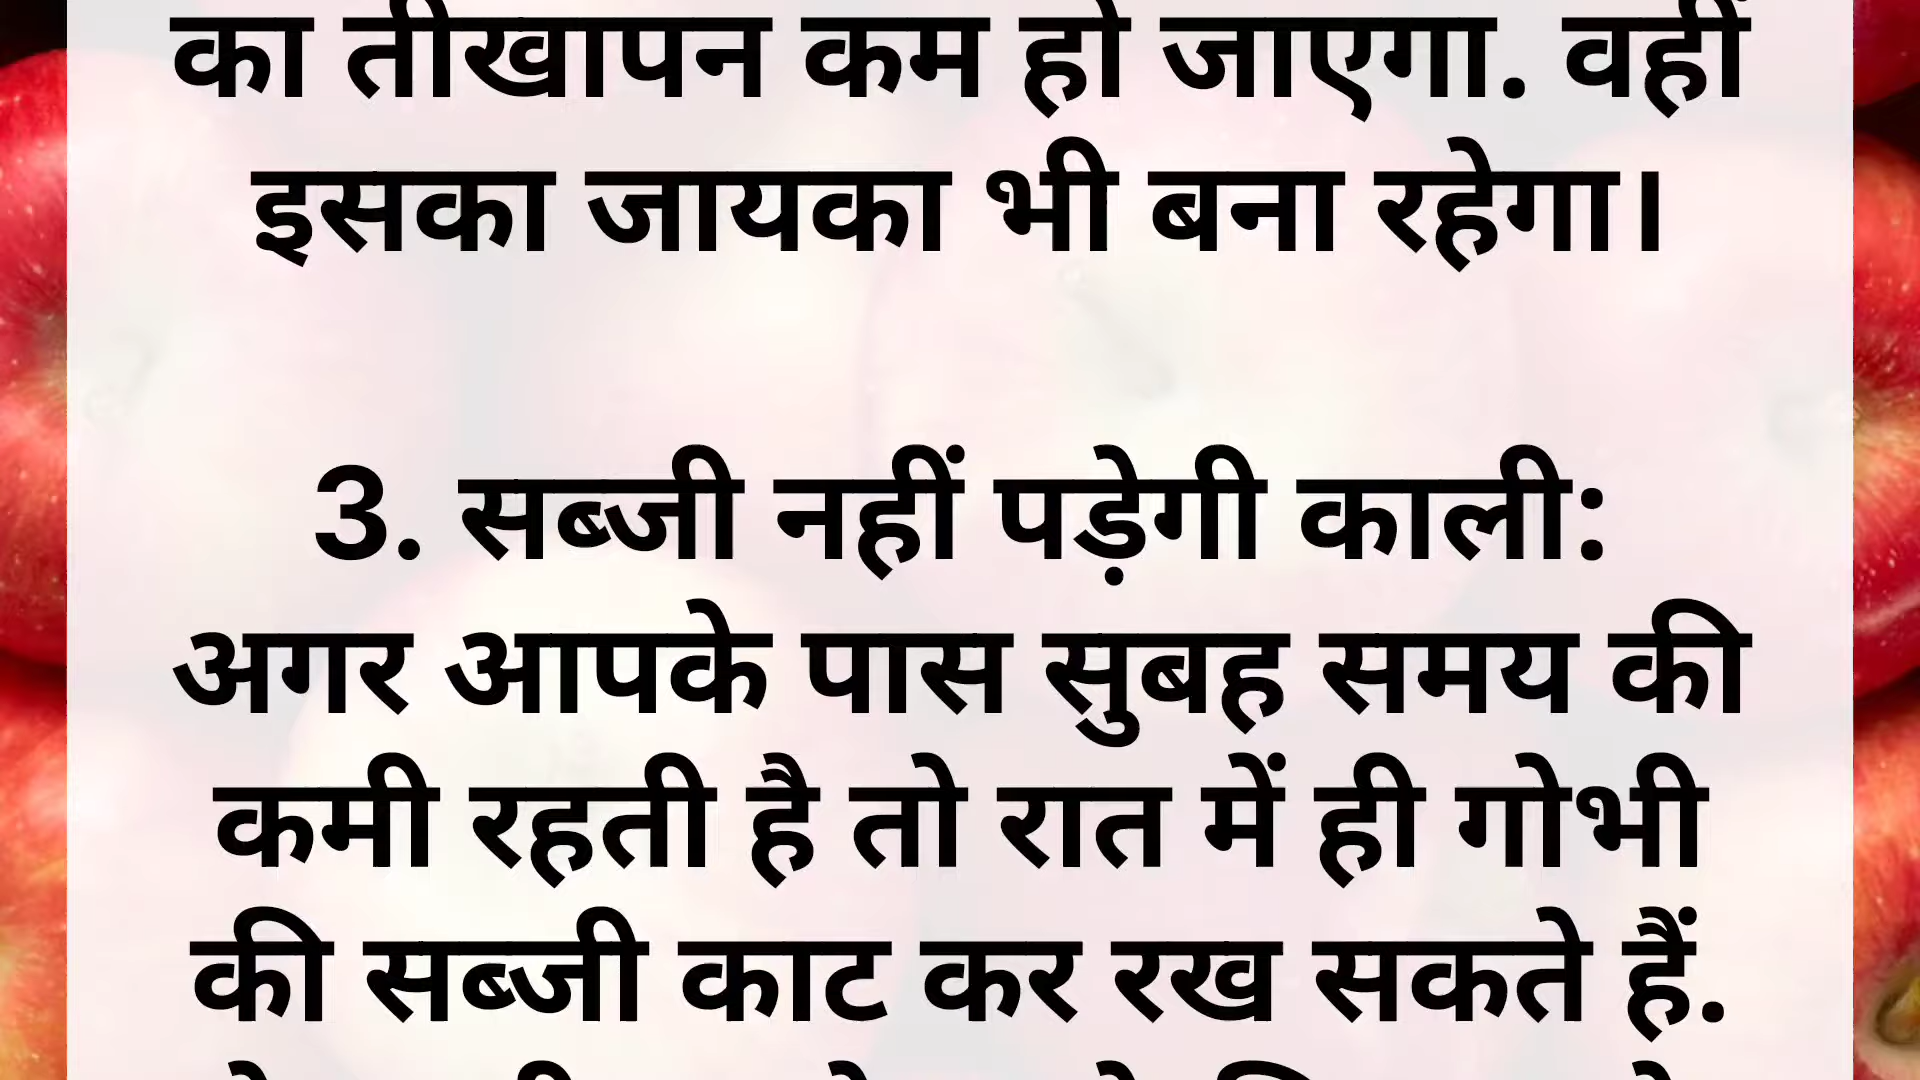 का तीखापन कम हो जाएगा. वहीं
इसका जायका भी बना रहेगा।
3. सब्जी नहीं पड़ेगी काली:
अगर आपके पास सुबह समय की
कमी रहती है तो रात में ही गोभी
की सब्जी काट कर रख सकते हैं.